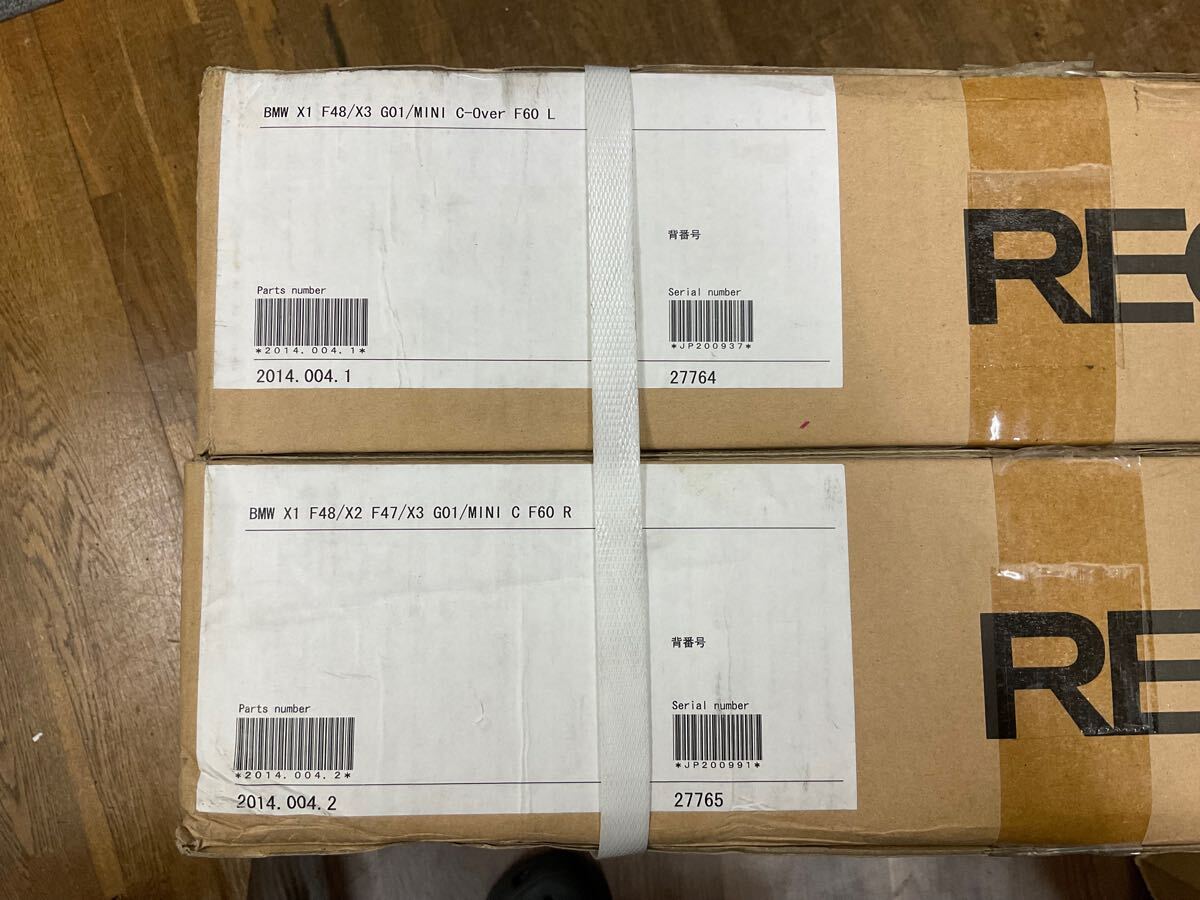 BMW X1 F48/X3 G01/MINI C-Over F60 L
背番号
Parts number
Serial number
*2014.004.1*
*JP200937*
2014.004.1
27764
RE
BMW X1 F48/X2 F47/X3 G01/MINI C F60 R
背番号
Parts number
Serial number
*2014.004.2*
*JP200991*
2014.004.2
27765
RE